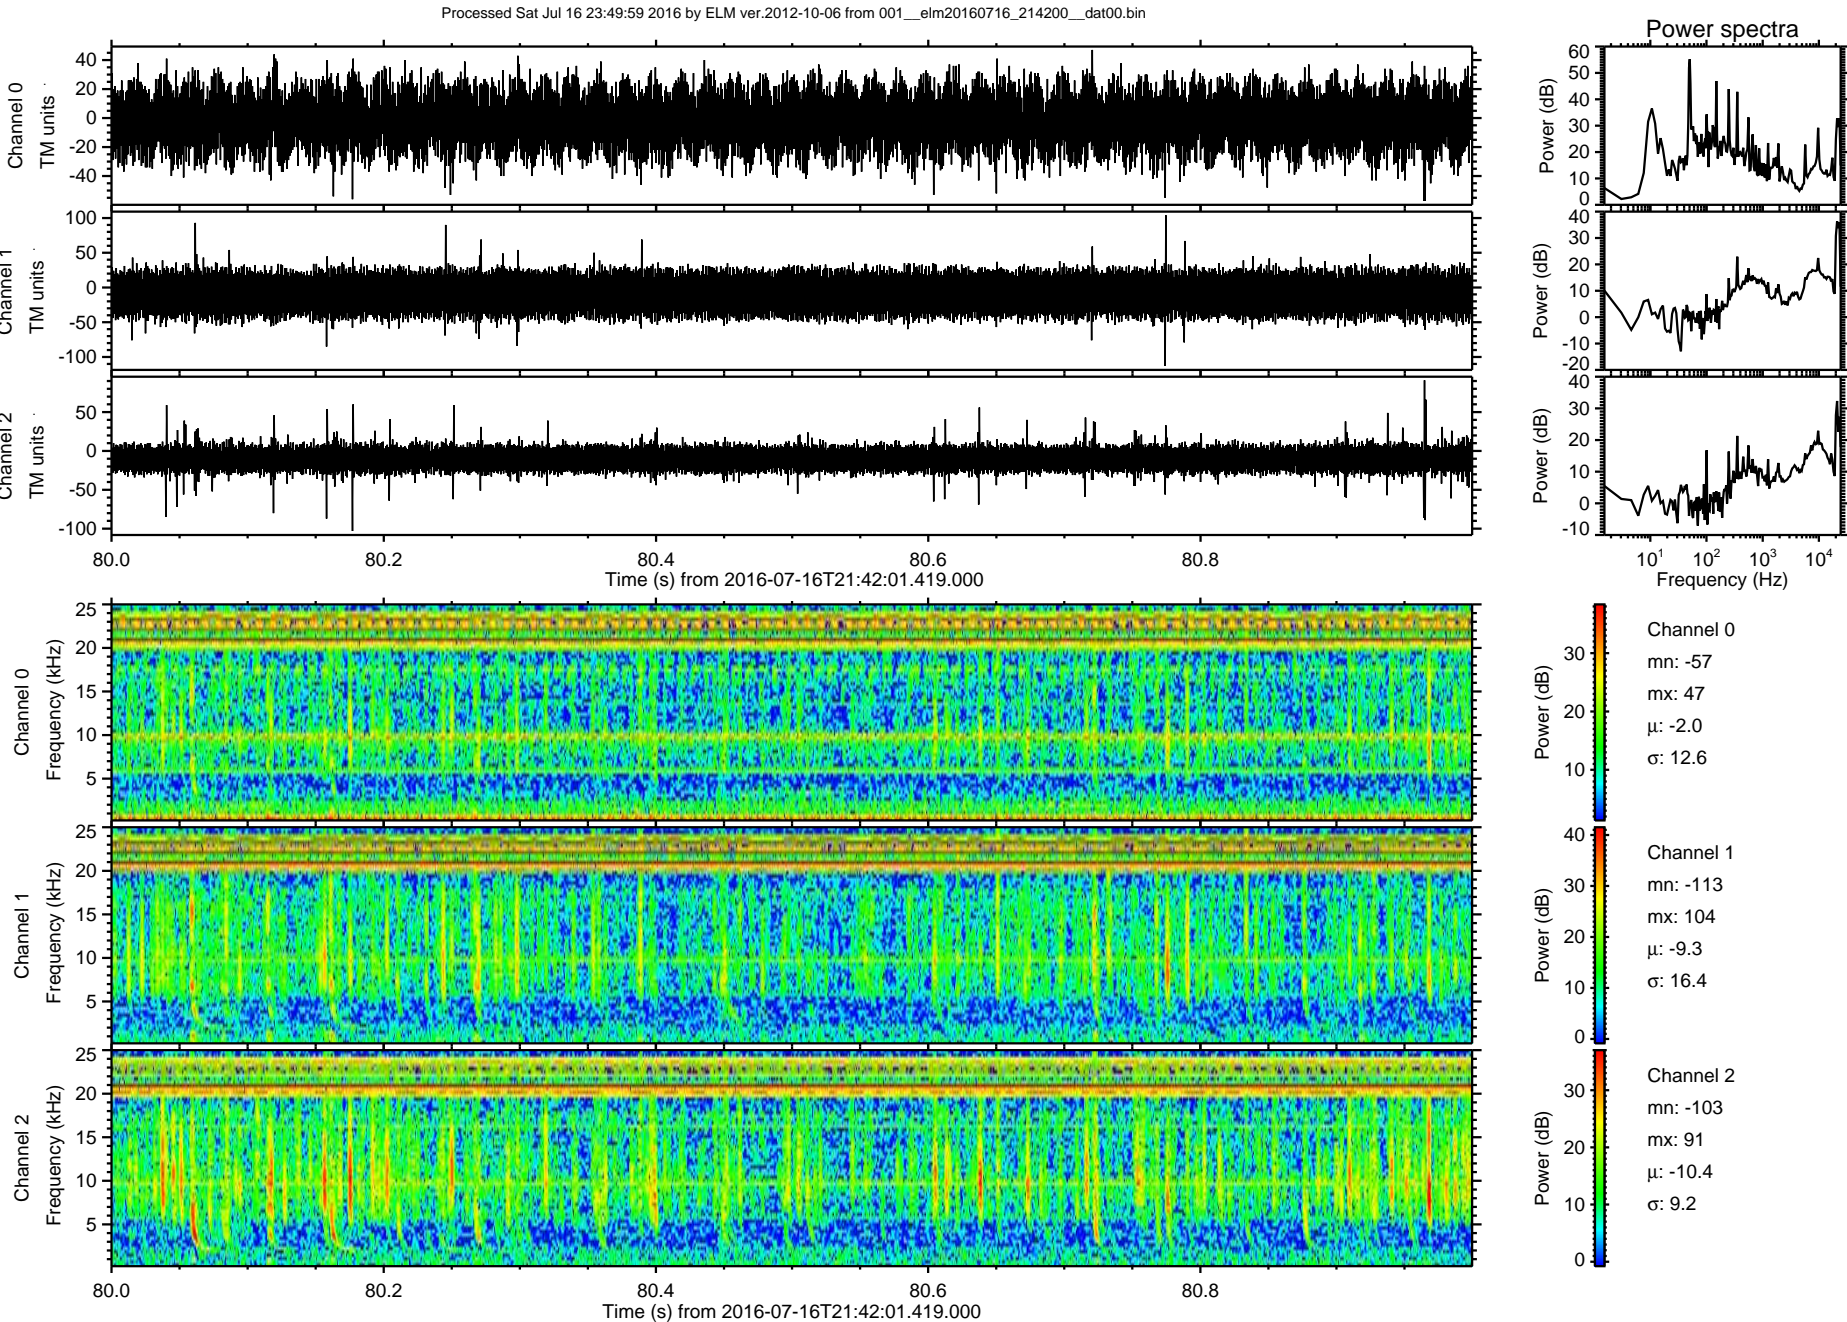 Processed Sat Jul 16 23:49:59 2016 by ELM ver.2012-10-06 from 001__elm20160716_214200__dat00.bin
Power spectra
Channel 0
TM units
40
20
0
-20
-40
Power (dB)
60
50
40
30
20
10
0
Channel 1
TM units
100
50
0
-50
-100
Power (dB)
40
30
20
10
0
-10
-20
Channel 2
TM units
50
0
-50
-100
Power (dB)
40
30
20
10
0
-10
80.0 80.2 80.4 80.6 80.8
Time (s) from 2016-07-16T21:42:01.419.000
10¹ 10² 10³ 10⁴
Frequency (Hz)
Channel 0
Frequency (kHz)
25
20
15
10
5
Power (dB)
30
20
10
Channel 0
mn: -57
mx: 47
μ: -2.0
σ: 12.6
Channel 1
Frequency (kHz)
25
20
15
10
5
Power (dB)
40
30
20
10
0
Channel 1
mn: -113
mx: 104
μ: -9.3
σ: 16.4
Channel 2
Frequency (kHz)
25
20
15
10
5
Power (dB)
30
20
10
0
Channel 2
mn: -103
mx: 91
μ: -10.4
σ: 9.2
80.0 80.2 80.4 80.6 80.8
Time (s) from 2016-07-16T21:42:01.419.000